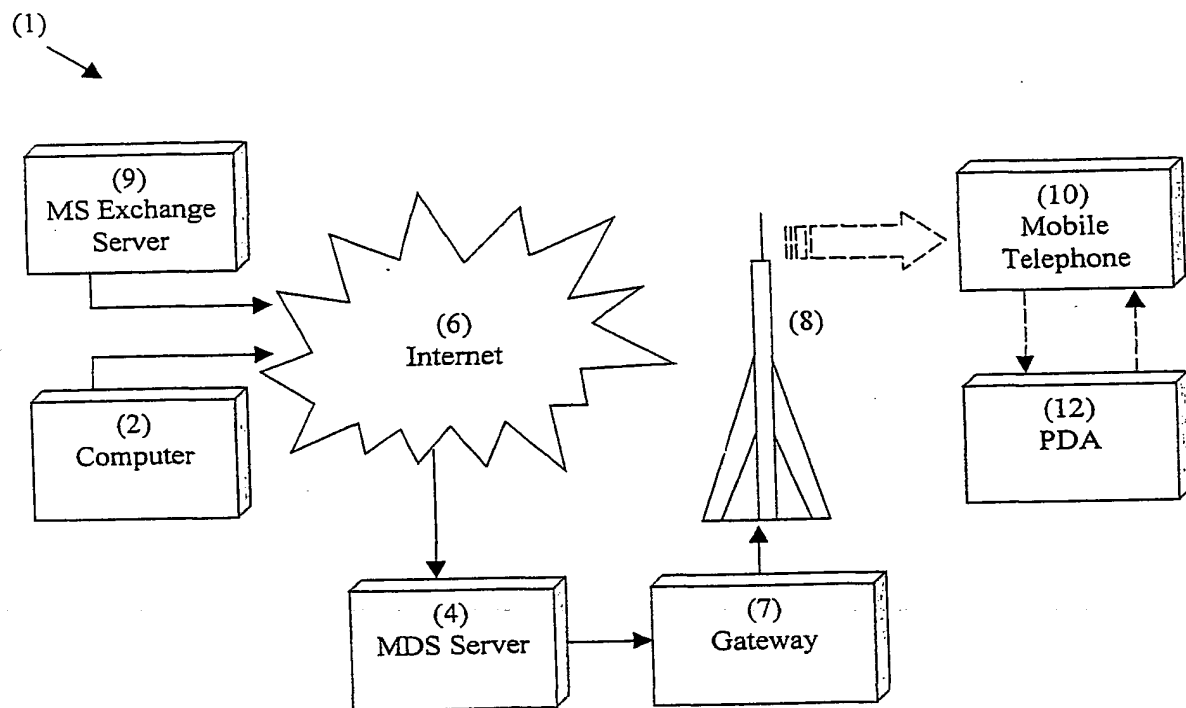 (1)
(9)
MS Exchange
Server
(10)
Mobile
Telephone
(6)
Internet
(8)
(2)
Computer
(12)
PDA
(4)
MDS Server
(7)
Gateway